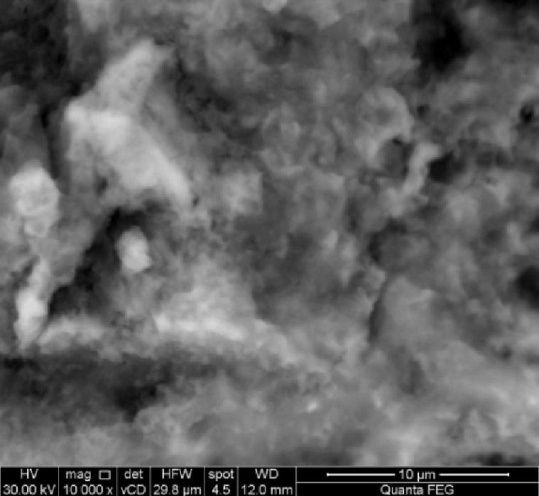 HV mag □ det HFW spot WD 10 µm
30.00 kV 10 000 x vCD 29.8 µm 4.5 12.0 mm Quanta FEG